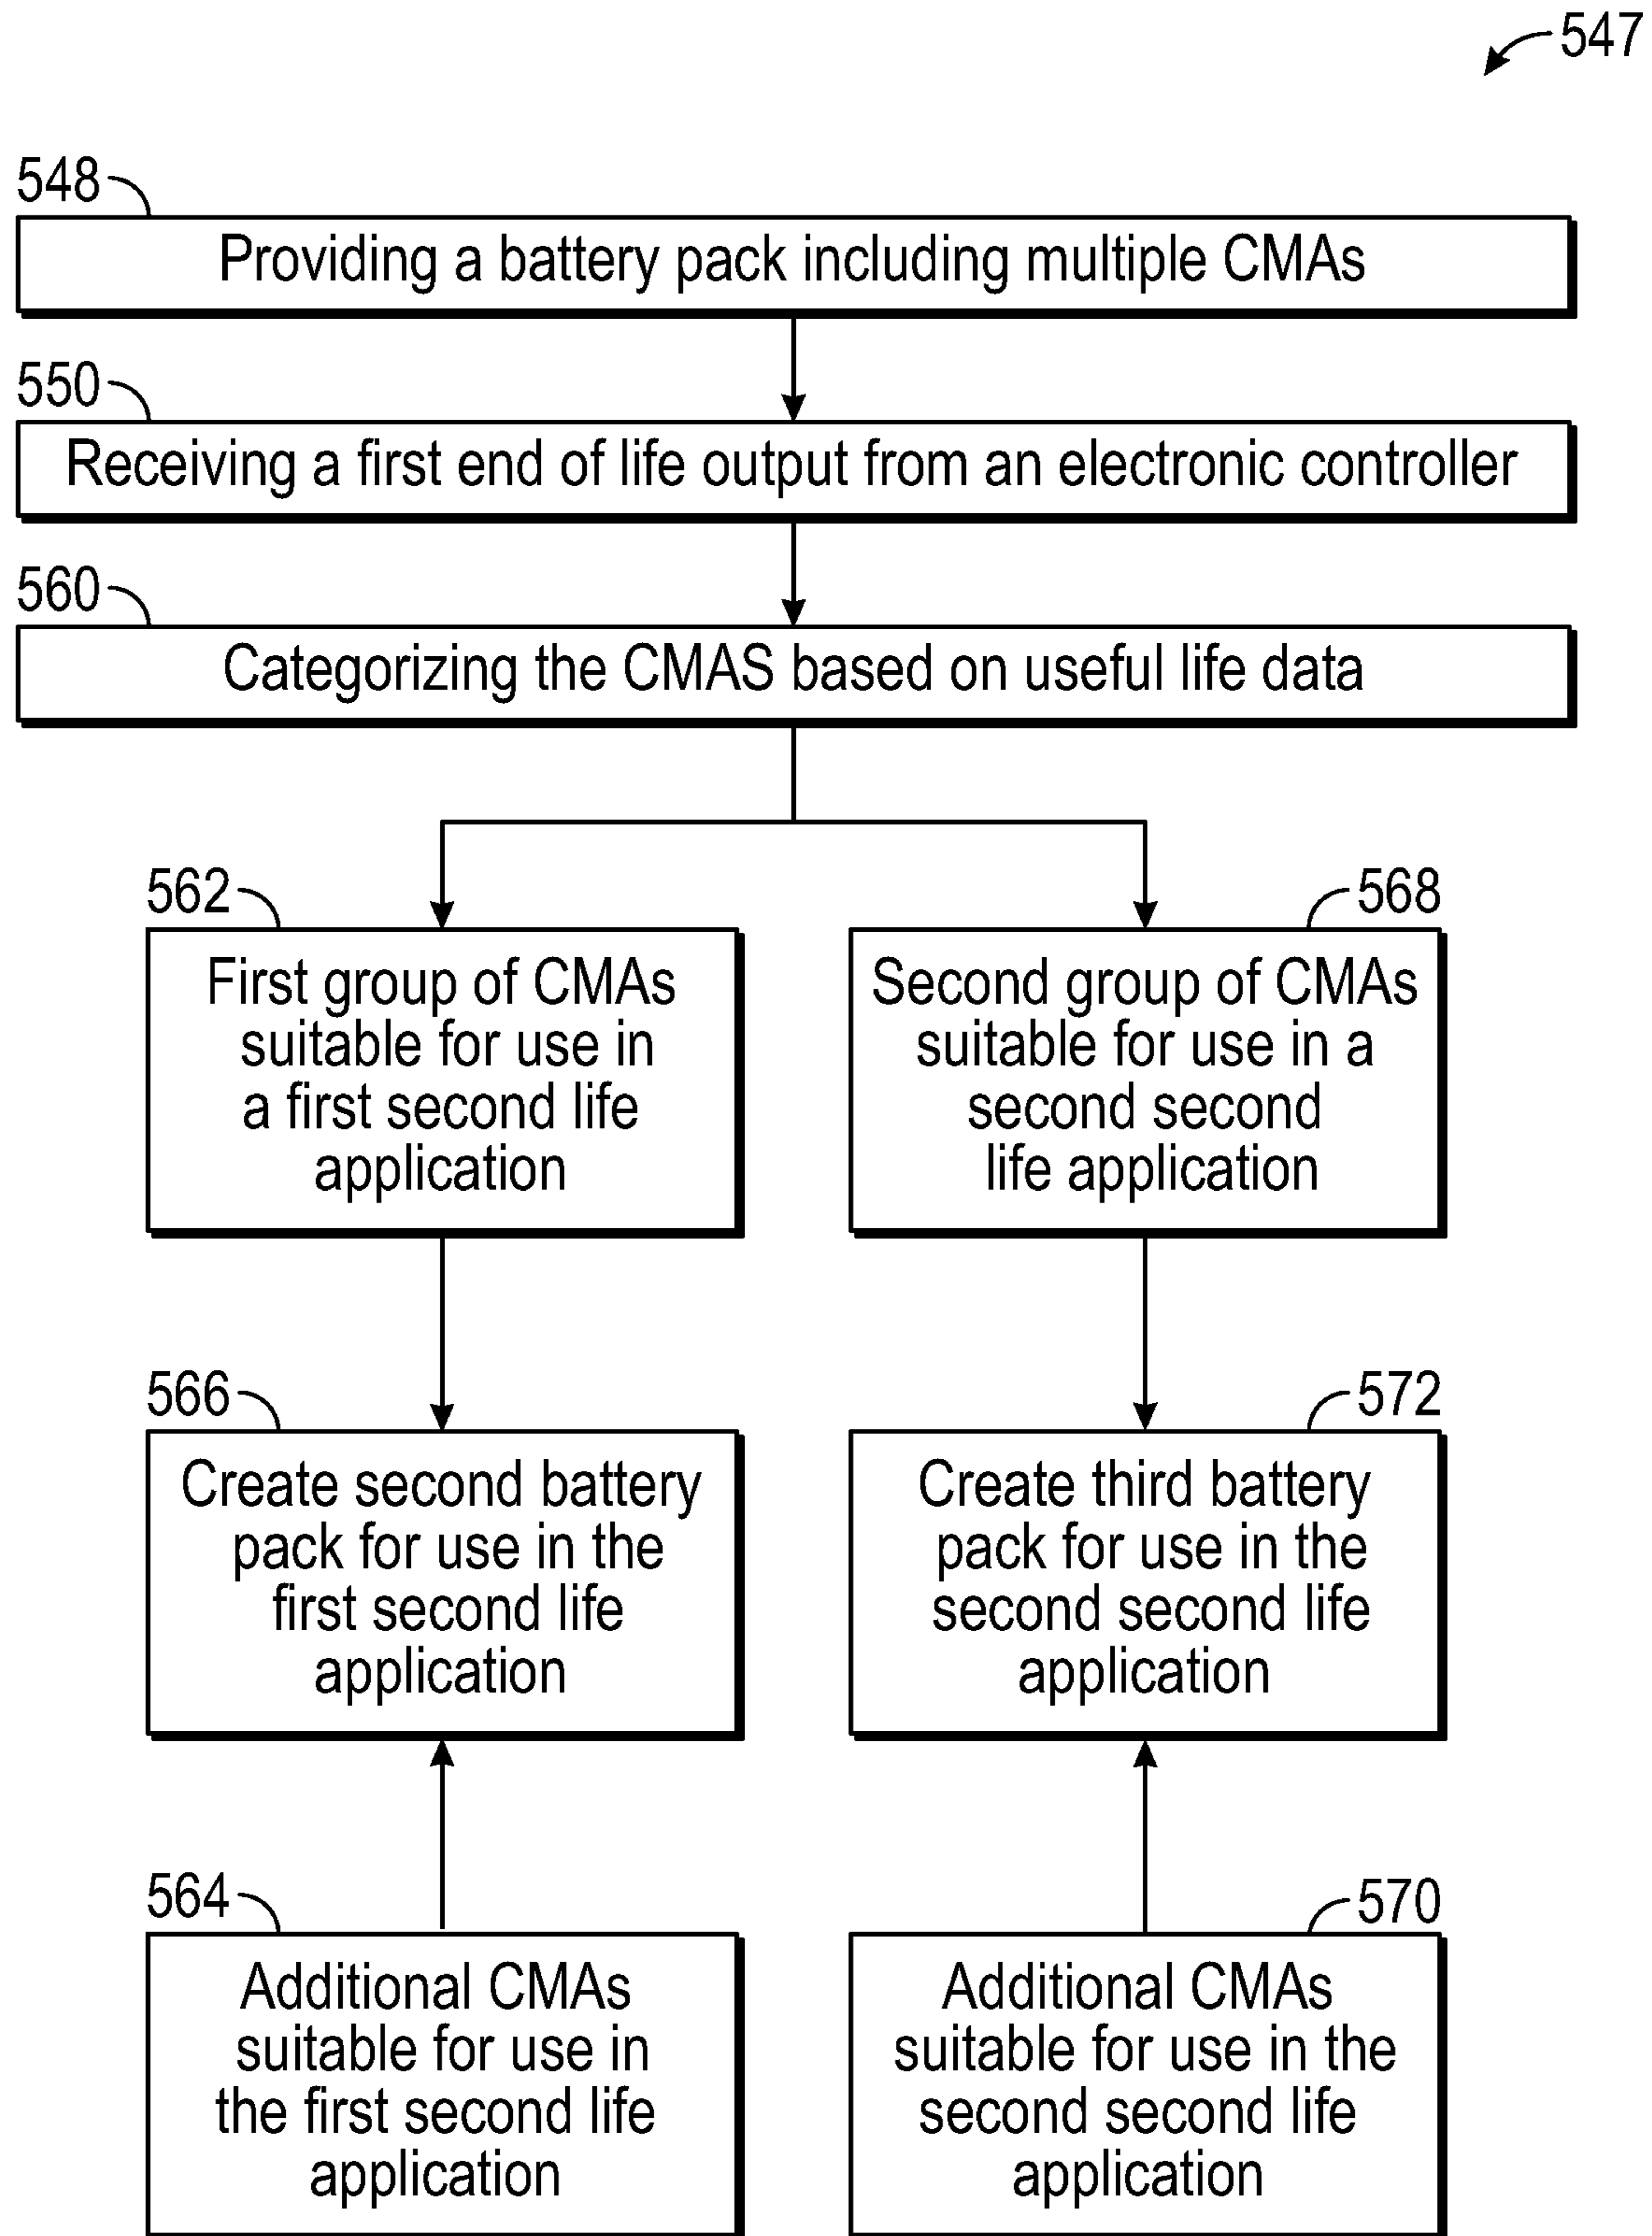 547
548
Providing a battery pack including multiple CMAs
550
Receiving a first end of life output from an electronic controller
560
Categorizing the CMAS based on useful life data
562
First group of CMAs
suitable for use in
a first second life
application
568
Second group of CMAs
suitable for use in a
second second
life application
566
Create second battery
pack for use in the
first second life
application
572
Create third battery
pack for use in the
second second life
application
564
Additional CMAs
suitable for use in
the first second life
application
570
Additional CMAs
suitable for use in the
second second life
application